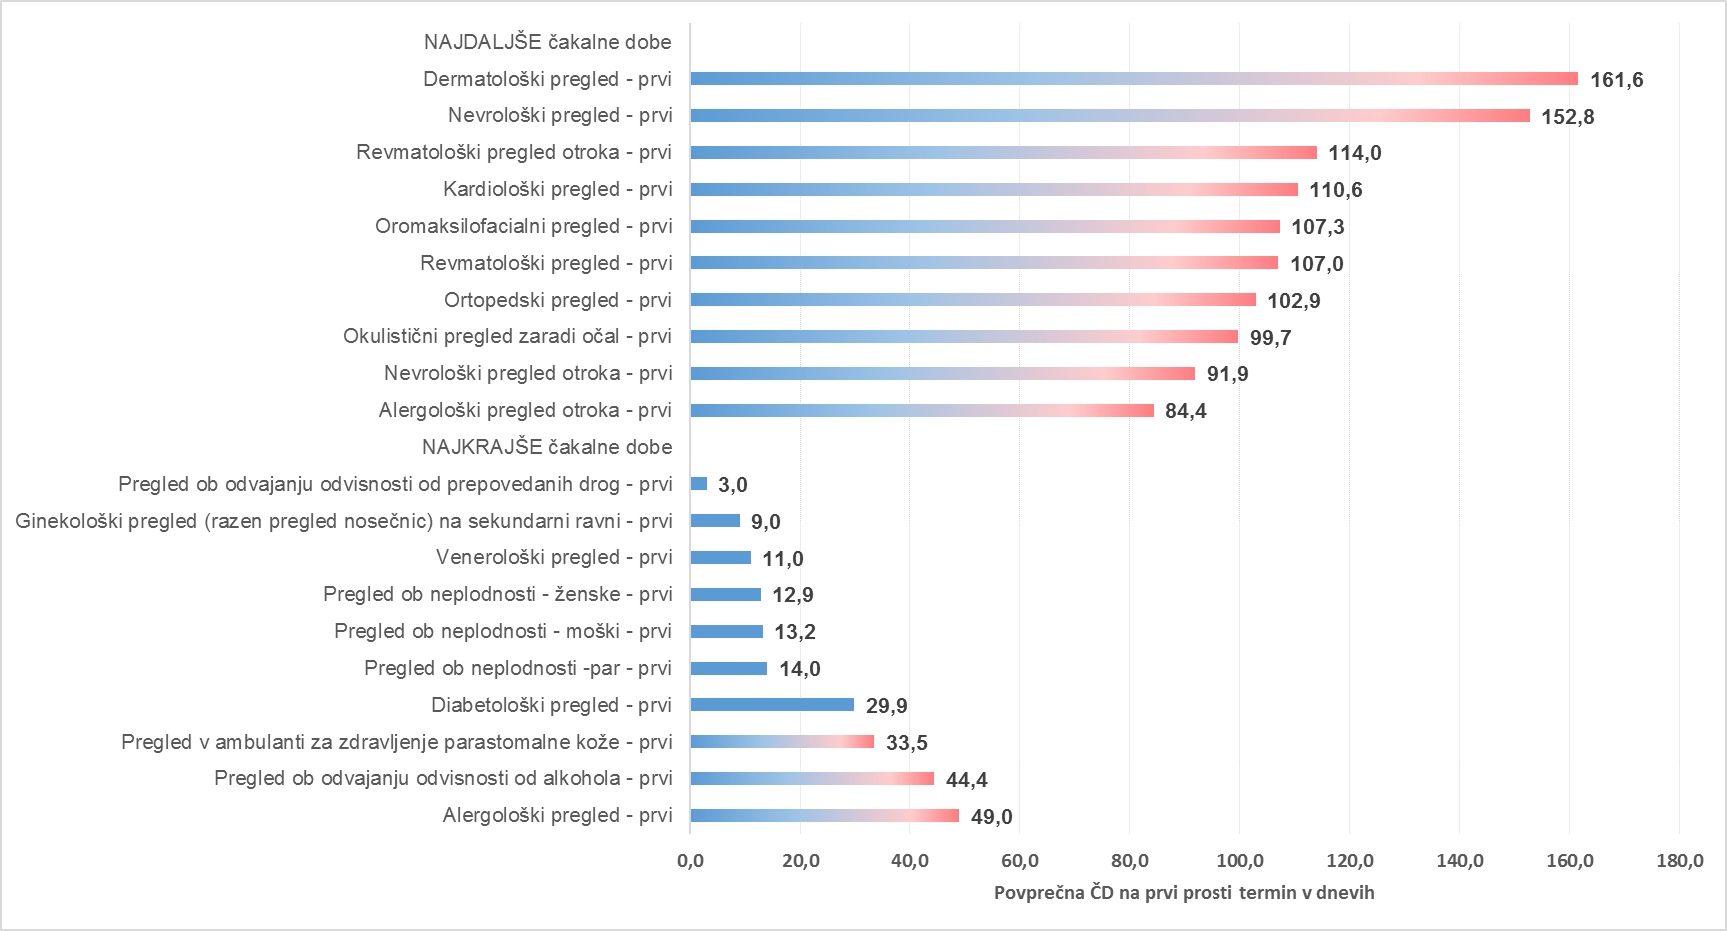 NAJDALJŠE čakalne dobe
Dermatološki pregled - prvi 161,6
Nevrološki pregled - prvi 152,8
Revmatološki pregled otroka - prvi 114,0
Kardiološki pregled - prvi 110,6
Oromaksilofacialni pregled - prvi 107,3
Revmatološki pregled - prvi 107,0
Ortopedski pregled - prvi 102,9
Okulistični pregled zaradi očal - prvi 99,7
Nevrološki pregled otroka - prvi 91,9
Alergološki pregled otroka - prvi 84,4
NAJKRAJŠE čakalne dobe
Pregled ob odvajanju odvisnosti od prepovedanih drog - prvi 3,0
Ginekološki pregled (razen pregled nosečnic) na sekundarni ravni - prvi 9,0
Venerološki pregled - prvi 11,0
Pregled ob neplodnosti - ženske - prvi 12,9
Pregled ob neplodnosti - moški - prvi 13,2
Pregled ob neplodnosti -par - prvi 14,0
Diabetološki pregled - prvi 29,9
Pregled v ambulanti za zdravljenje parastomalne kože - prvi 33,5
Pregled ob odvajanju odvisnosti od alkohola - prvi 44,4
Alergološki pregled - prvi 49,0
0,0 20,0 40,0 60,0 80,0 100,0 120,0 140,0 160,0 180,0
Povprečna ČD na prvi prosti termin v dnevih